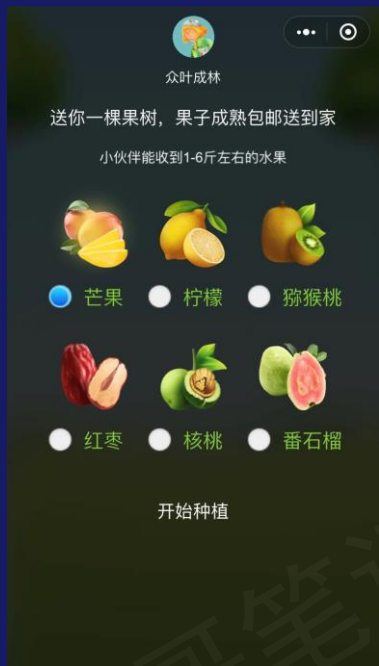 众叶成林
送你一棵果树，果子成熟包邮送到家
小伙伴能收到1-6斤左右的水果
芒果 柠檬 猕猴桃
红枣 核桃 番石榴
开始种植